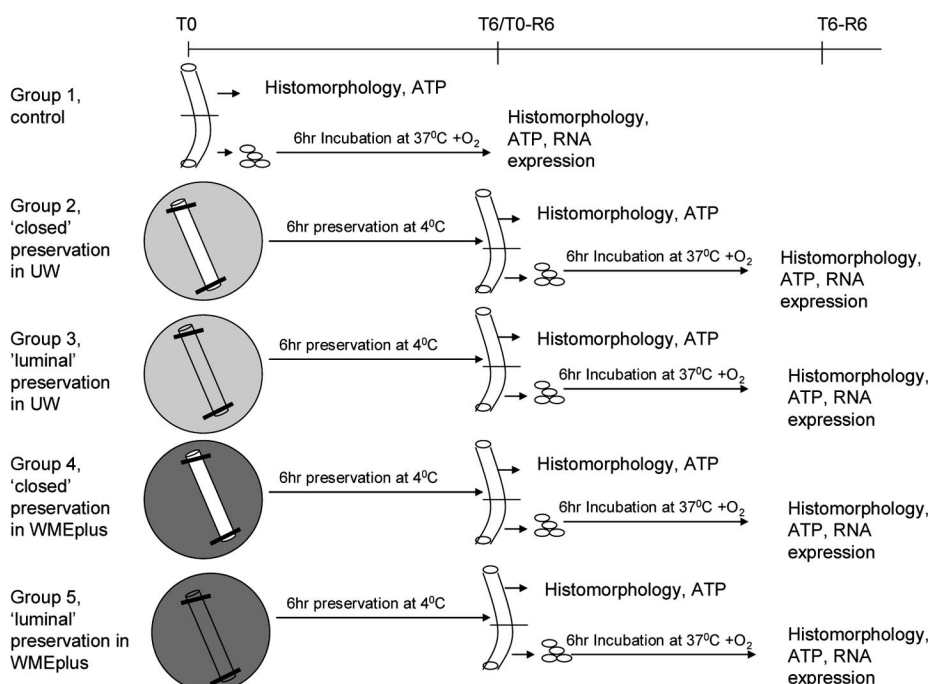 T0 T6/T0-R6 T6-R6
Group 1,
control
Histomorphology, ATP
6hr Incubation at 37⁰C +O₂
Histomorphology,
ATP, RNA
expression
Group 2,
'closed'
preservation
in UW
6hr preservation at 4⁰C
Histomorphology, ATP
6hr Incubation at 37⁰C +O₂
Histomorphology,
ATP, RNA
expression
Group 3,
'luminal'
preservation
in UW
6hr preservation at 4⁰C
Histomorphology, ATP
6hr Incubation at 37⁰C +O₂
Histomorphology,
ATP, RNA
expression
Group 4,
'closed'
preservation
in WMEplus
6hr preservation at 4⁰C
Histomorphology, ATP
6hr Incubation at 37⁰C +O₂
Histomorphology,
ATP, RNA
expression
Group 5,
'luminal'
preservation in
WMEplus
6hr preservation at 4⁰C
Histomorphology, ATP
6hr Incubation at 37⁰C +O₂
Histomorphology,
ATP, RNA
expression